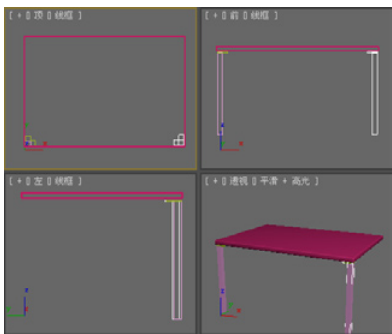 [ + 顶 线框 ]
[ + 前 线框 ]
[ + 左 线框 ]
[ + 透视 平滑 + 高光 ]